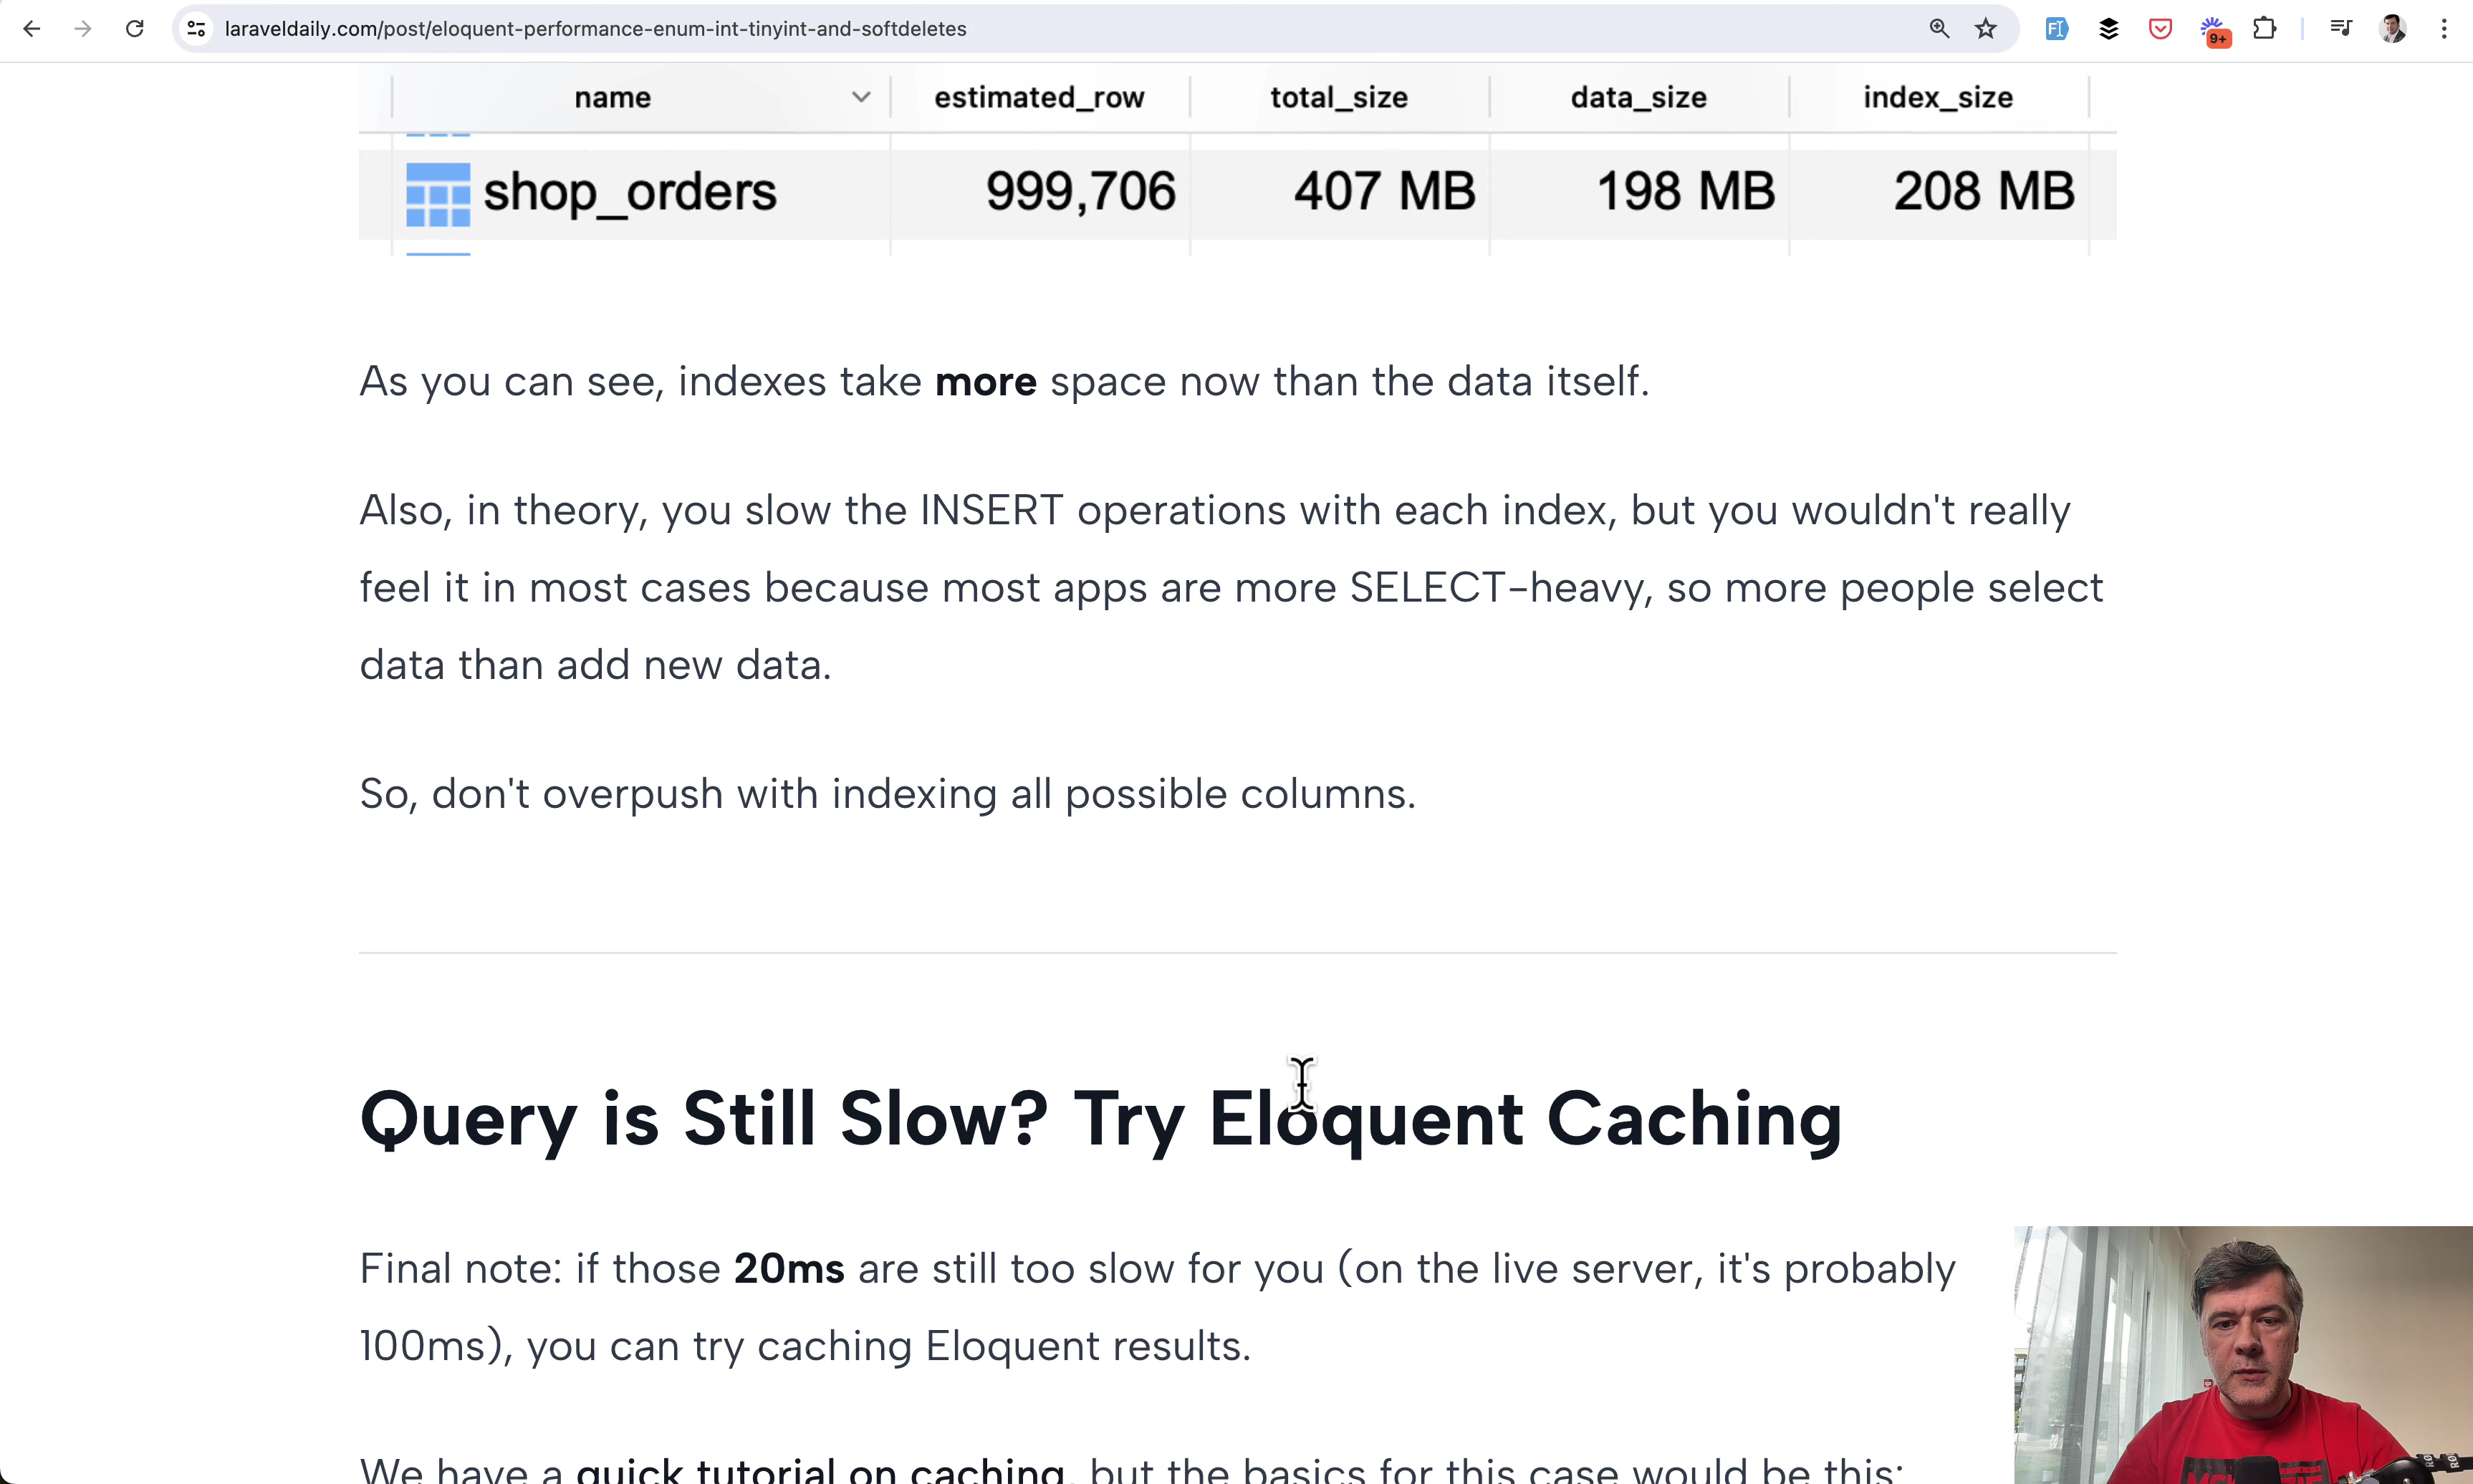 laraveldaily.com/post/eloquent-performance-enum-int-tinyint-and-softdeletes
9+
name estimated_row total_size data_size index_size
shop_orders 999,706 407 MB 198 MB 208 MB
As you can see, indexes take more space now than the data itself.
Also, in theory, you slow the INSERT operations with each index, but you wouldn't really
feel it in most cases because most apps are more SELECT-heavy, so more people select
data than add new data.
So, don't overpush with indexing all possible columns.
Query is Still Slow? Try Eloquent Caching
Final note: if those 20ms are still too slow for you (on the live server, it's probably
100ms), you can try caching Eloquent results.
We have a quick tutorial on caching, but the basics for this case would be this: